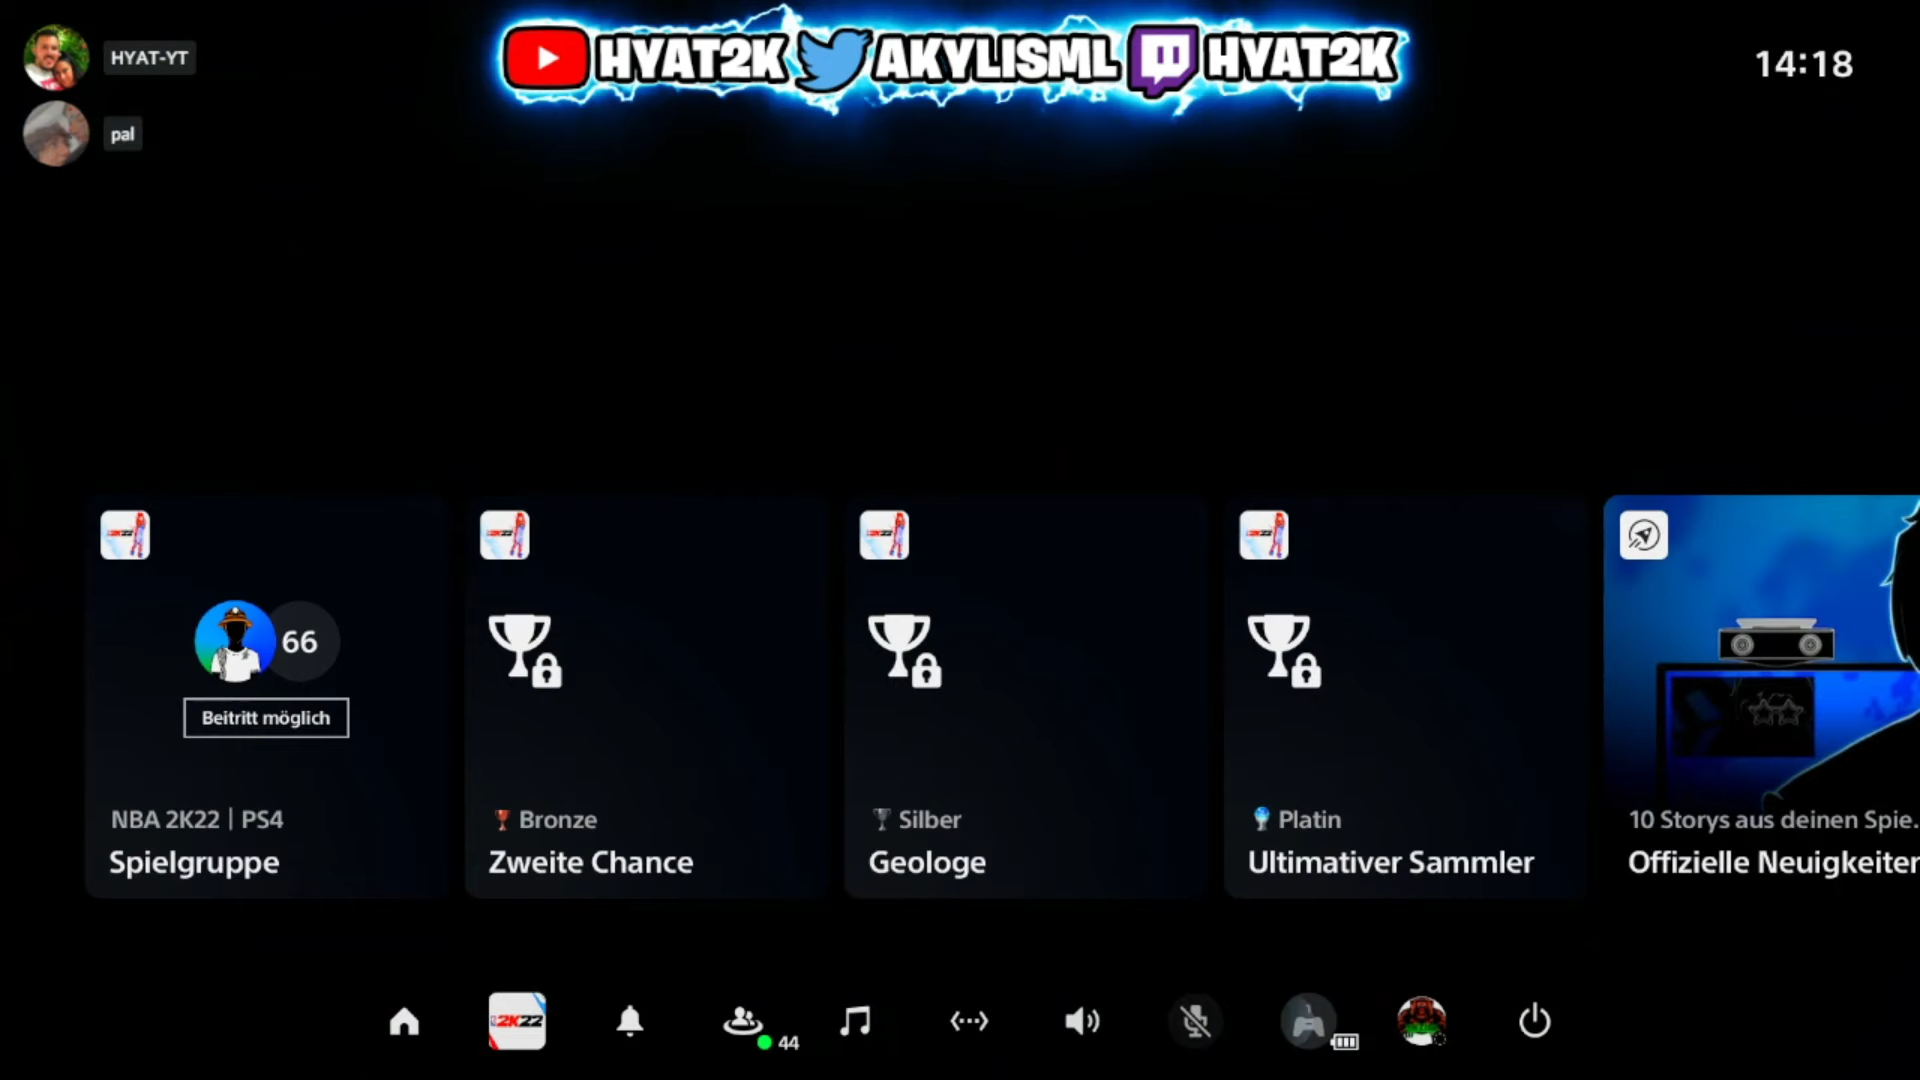 HYAT-YT
pal
HYAT2K AKYLISML HYAT2K
14:18
66
Beitritt möglich
NBA 2K22 | PS4
Spielgruppe
Bronze
Zweite Chance
Silber
Geologe
Platin
Ultimativer Sammler
10 Storys aus deinen Spie.
Offizielle Neuigkeiten
2K22
44